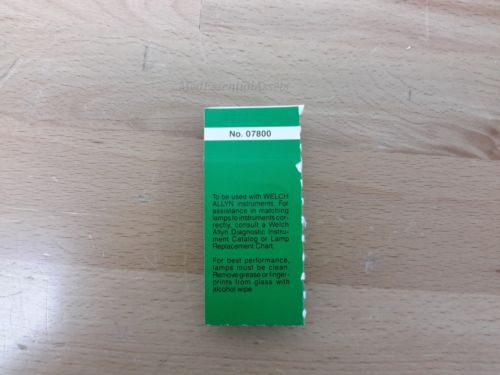 MedEssentialAssets
No. 07800
To be used with WELCH
ALLYN instruments. For
assistance in matching
lamps to instruments cor-
rectly, consult a Welch
Allyn Diagnostic Instru-
ment Catalog or Lamp
Replacement Chart.
For best performance,
lamps must be clean.
Remove grease or finger-
prints from glass with
alcohol wipe.